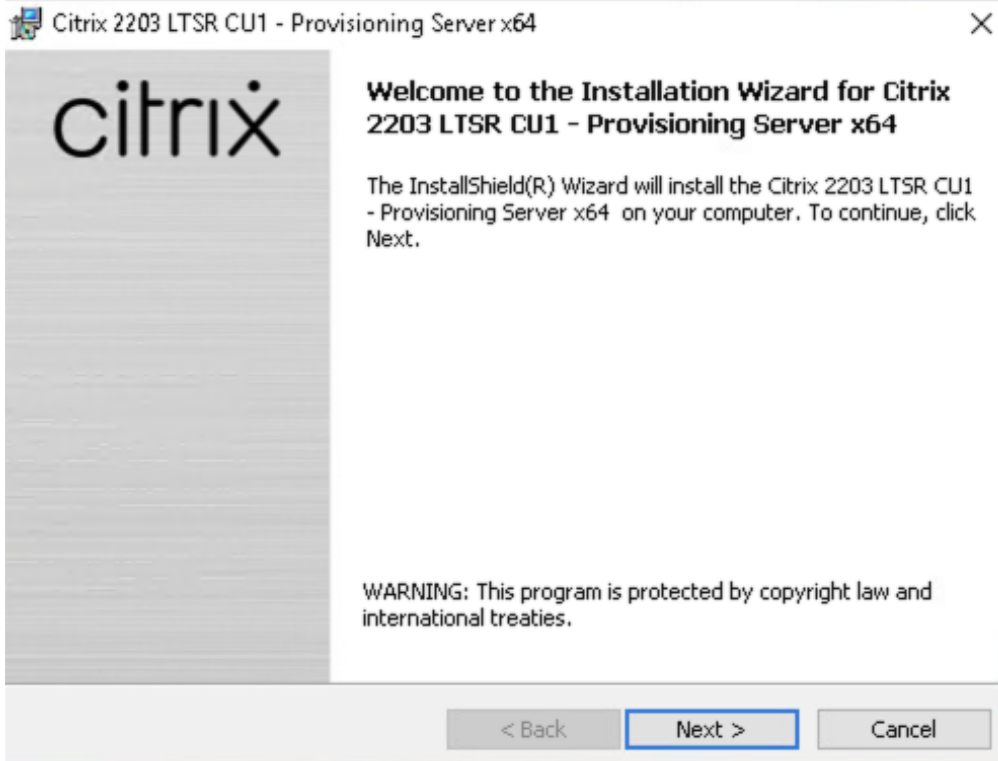 Citrix 2203 LTSR CU1 - Provisioning Server x64
citrix
Welcome to the Installation Wizard for Citrix
2203 LTSR CU1 - Provisioning Server x64
The InstallShield(R) Wizard will install the Citrix 2203 LTSR CU1
- Provisioning Server x64 on your computer. To continue, click
Next.
WARNING: This program is protected by copyright law and
international treaties.
< Back
Next >
Cancel